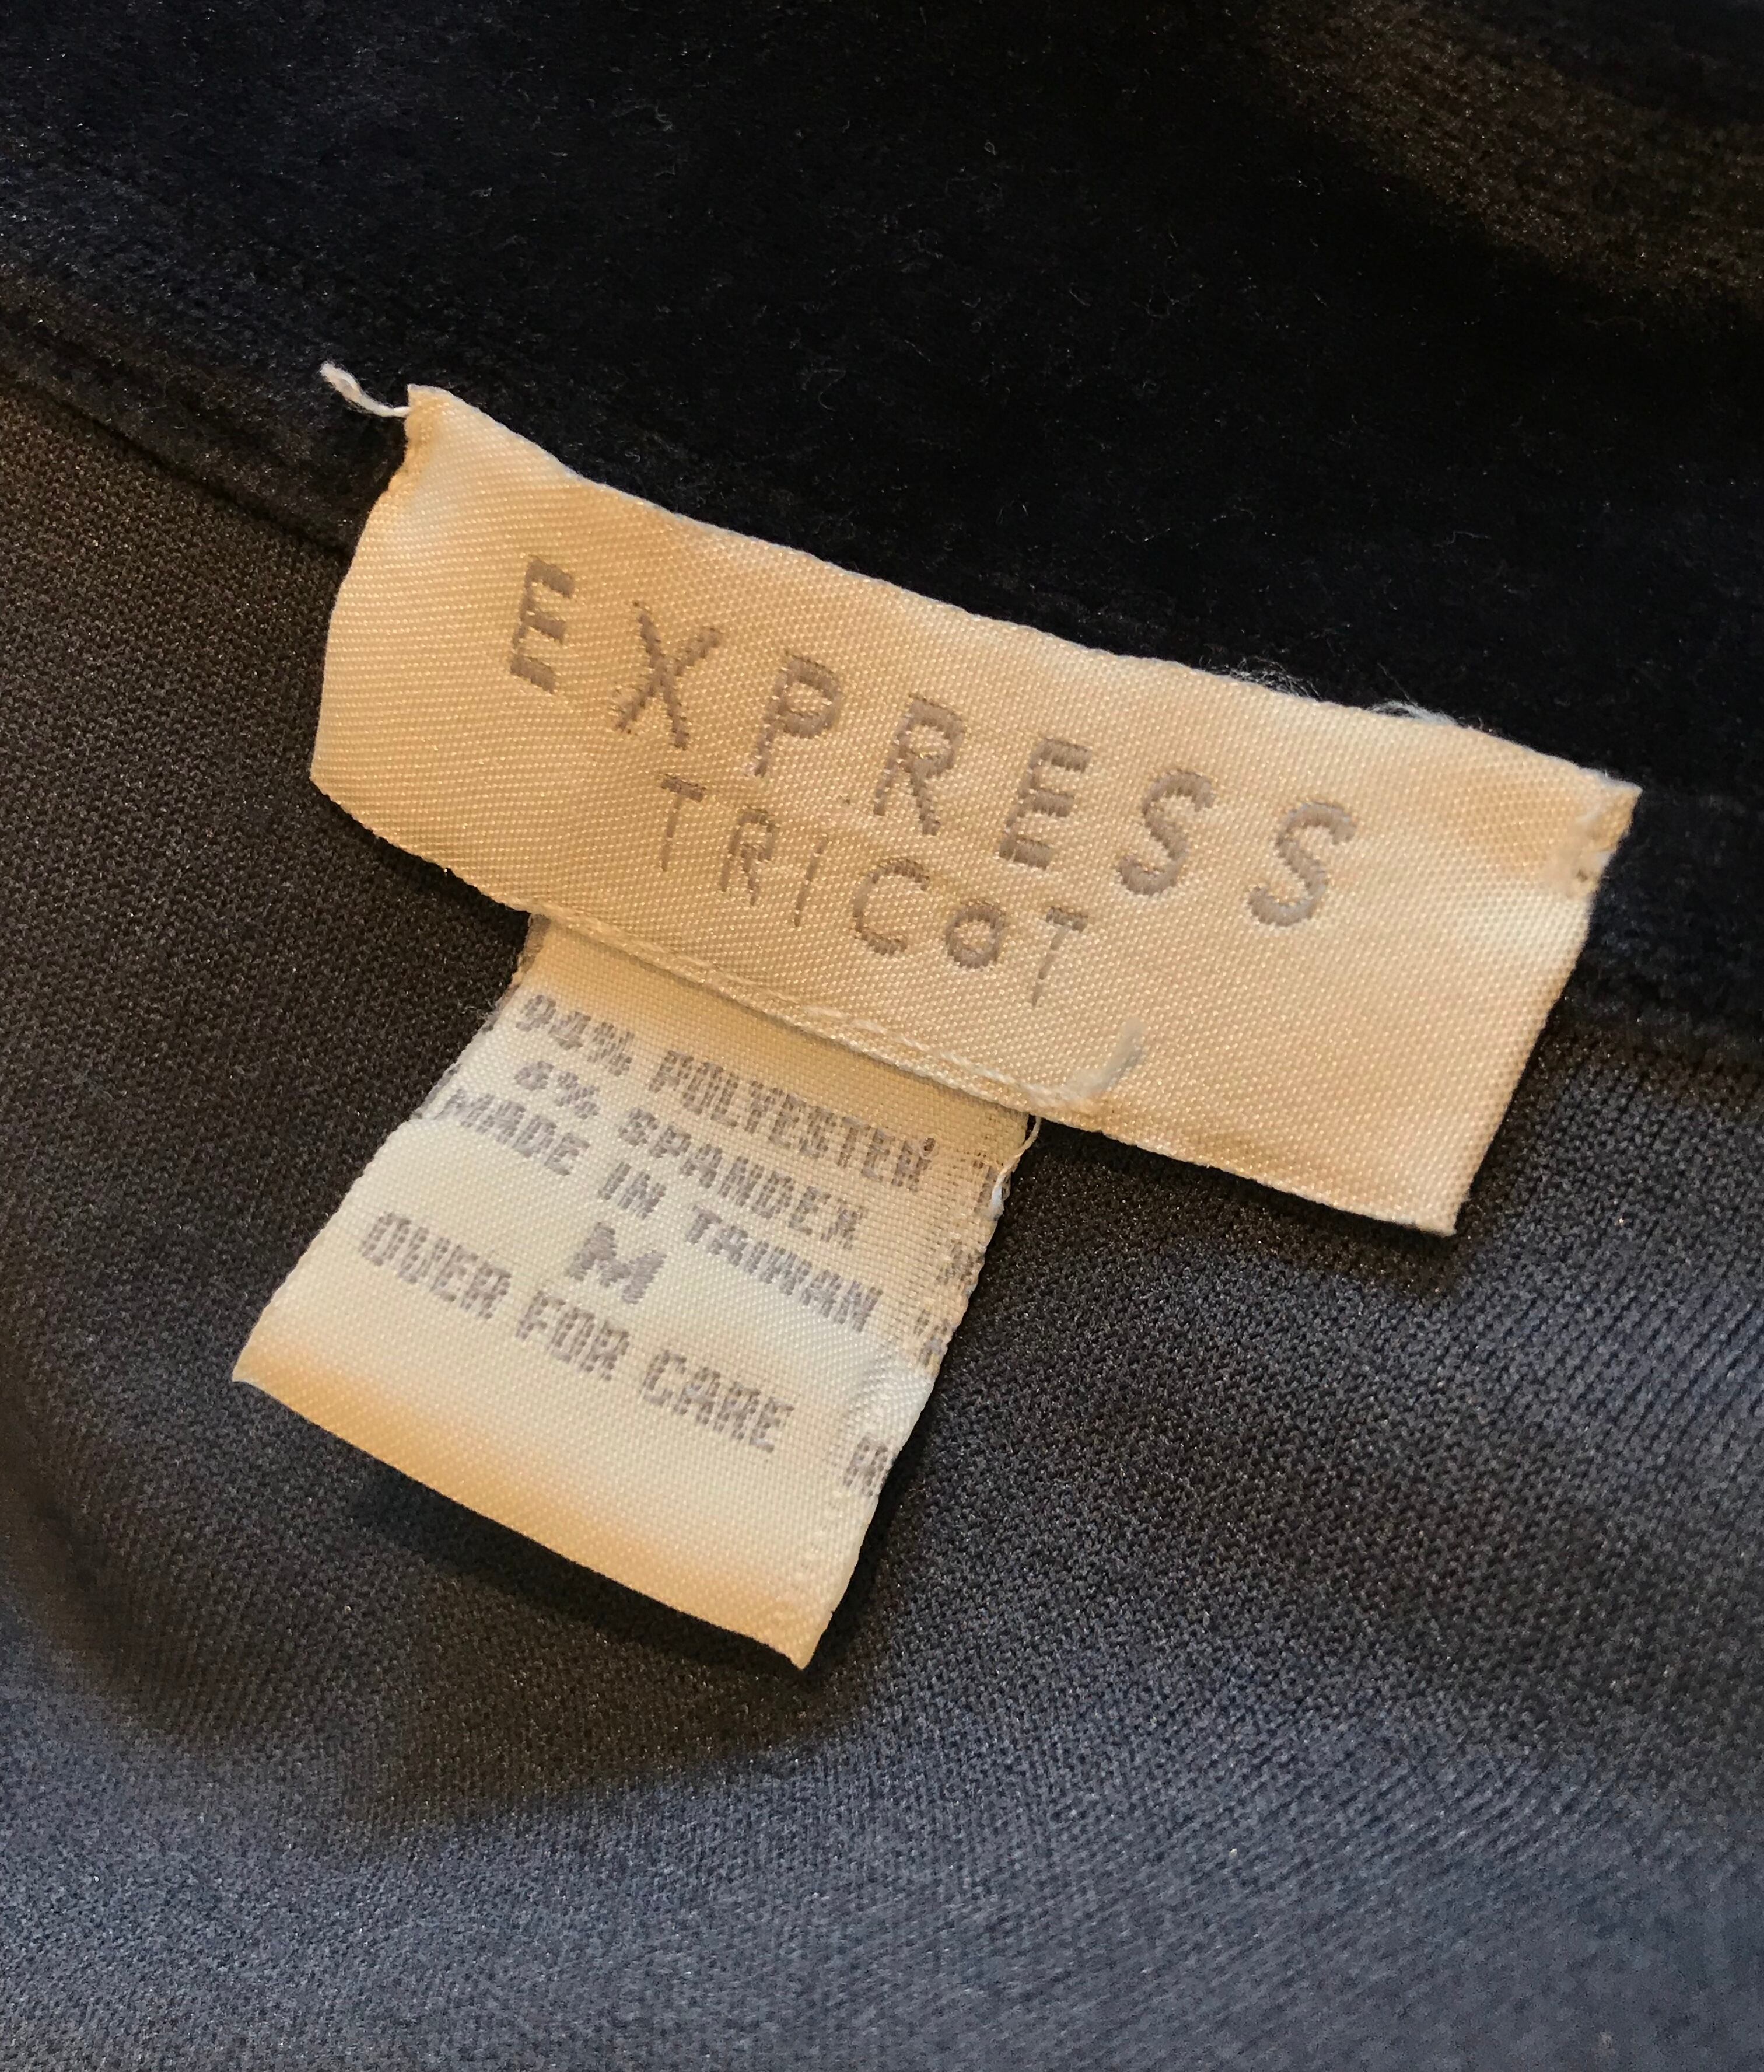 EXPRESS
TRICOT
94% POLYESTER
6% SPANDEX
MADE IN TAIWAN
M
OVER FOR CARE